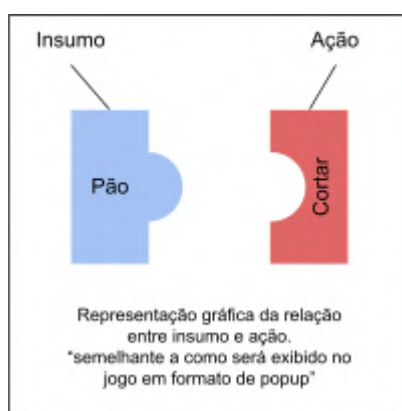 Insumo
Ação
Pão
Cortar
Representação gráfica da relação
entre insumo e ação.
"semelhante a como será exibido no
jogo em formato de popup"